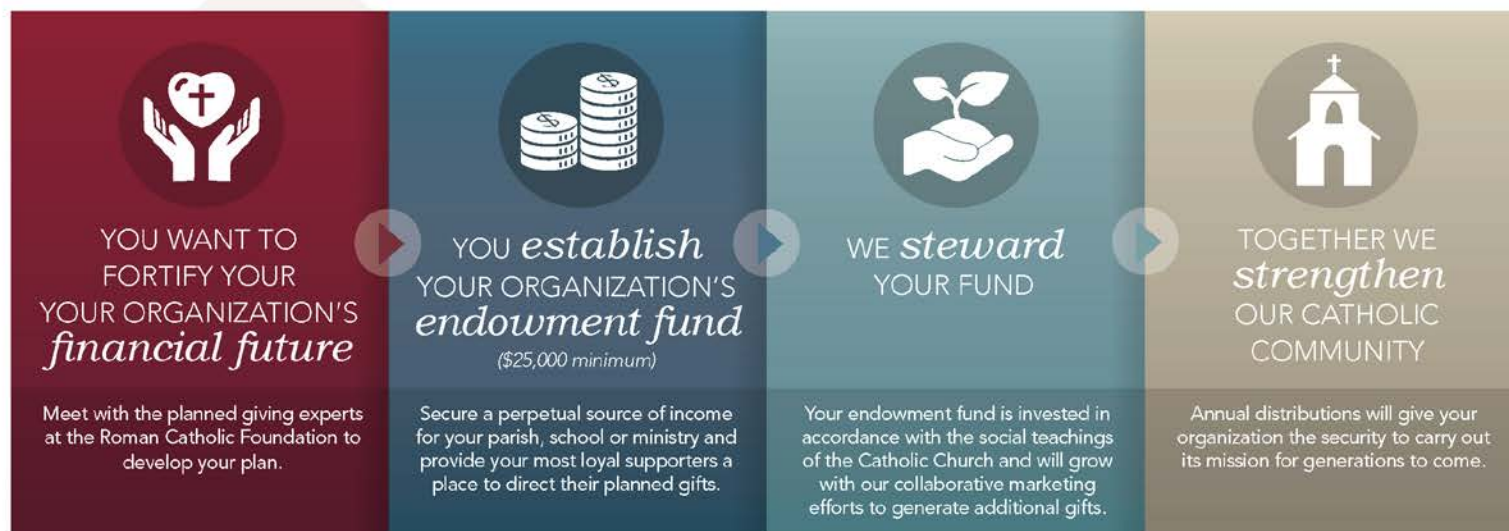 YOU WANT TO
FORTIFY YOUR
YOUR ORGANIZATION'S
financial future
Meet with the planned giving experts
at the Roman Catholic Foundation to
develop your plan.
YOU establish
YOUR ORGANIZATION'S
endowment fund
($25,000 minimum)
Secure a perpetual source of income
for your parish, school or ministry and
provide your most loyal supporters a
place to direct their planned gifts.
WE steward
YOUR FUND
Your endowment fund is invested in
accordance with the social teachings
of the Catholic Church and will grow
with our collaborative marketing
efforts to generate additional gifts.
TOGETHER WE
strengthen
OUR CATHOLIC
COMMUNITY
Annual distributions will give your
organization the security to carry out
its mission for generations to come.